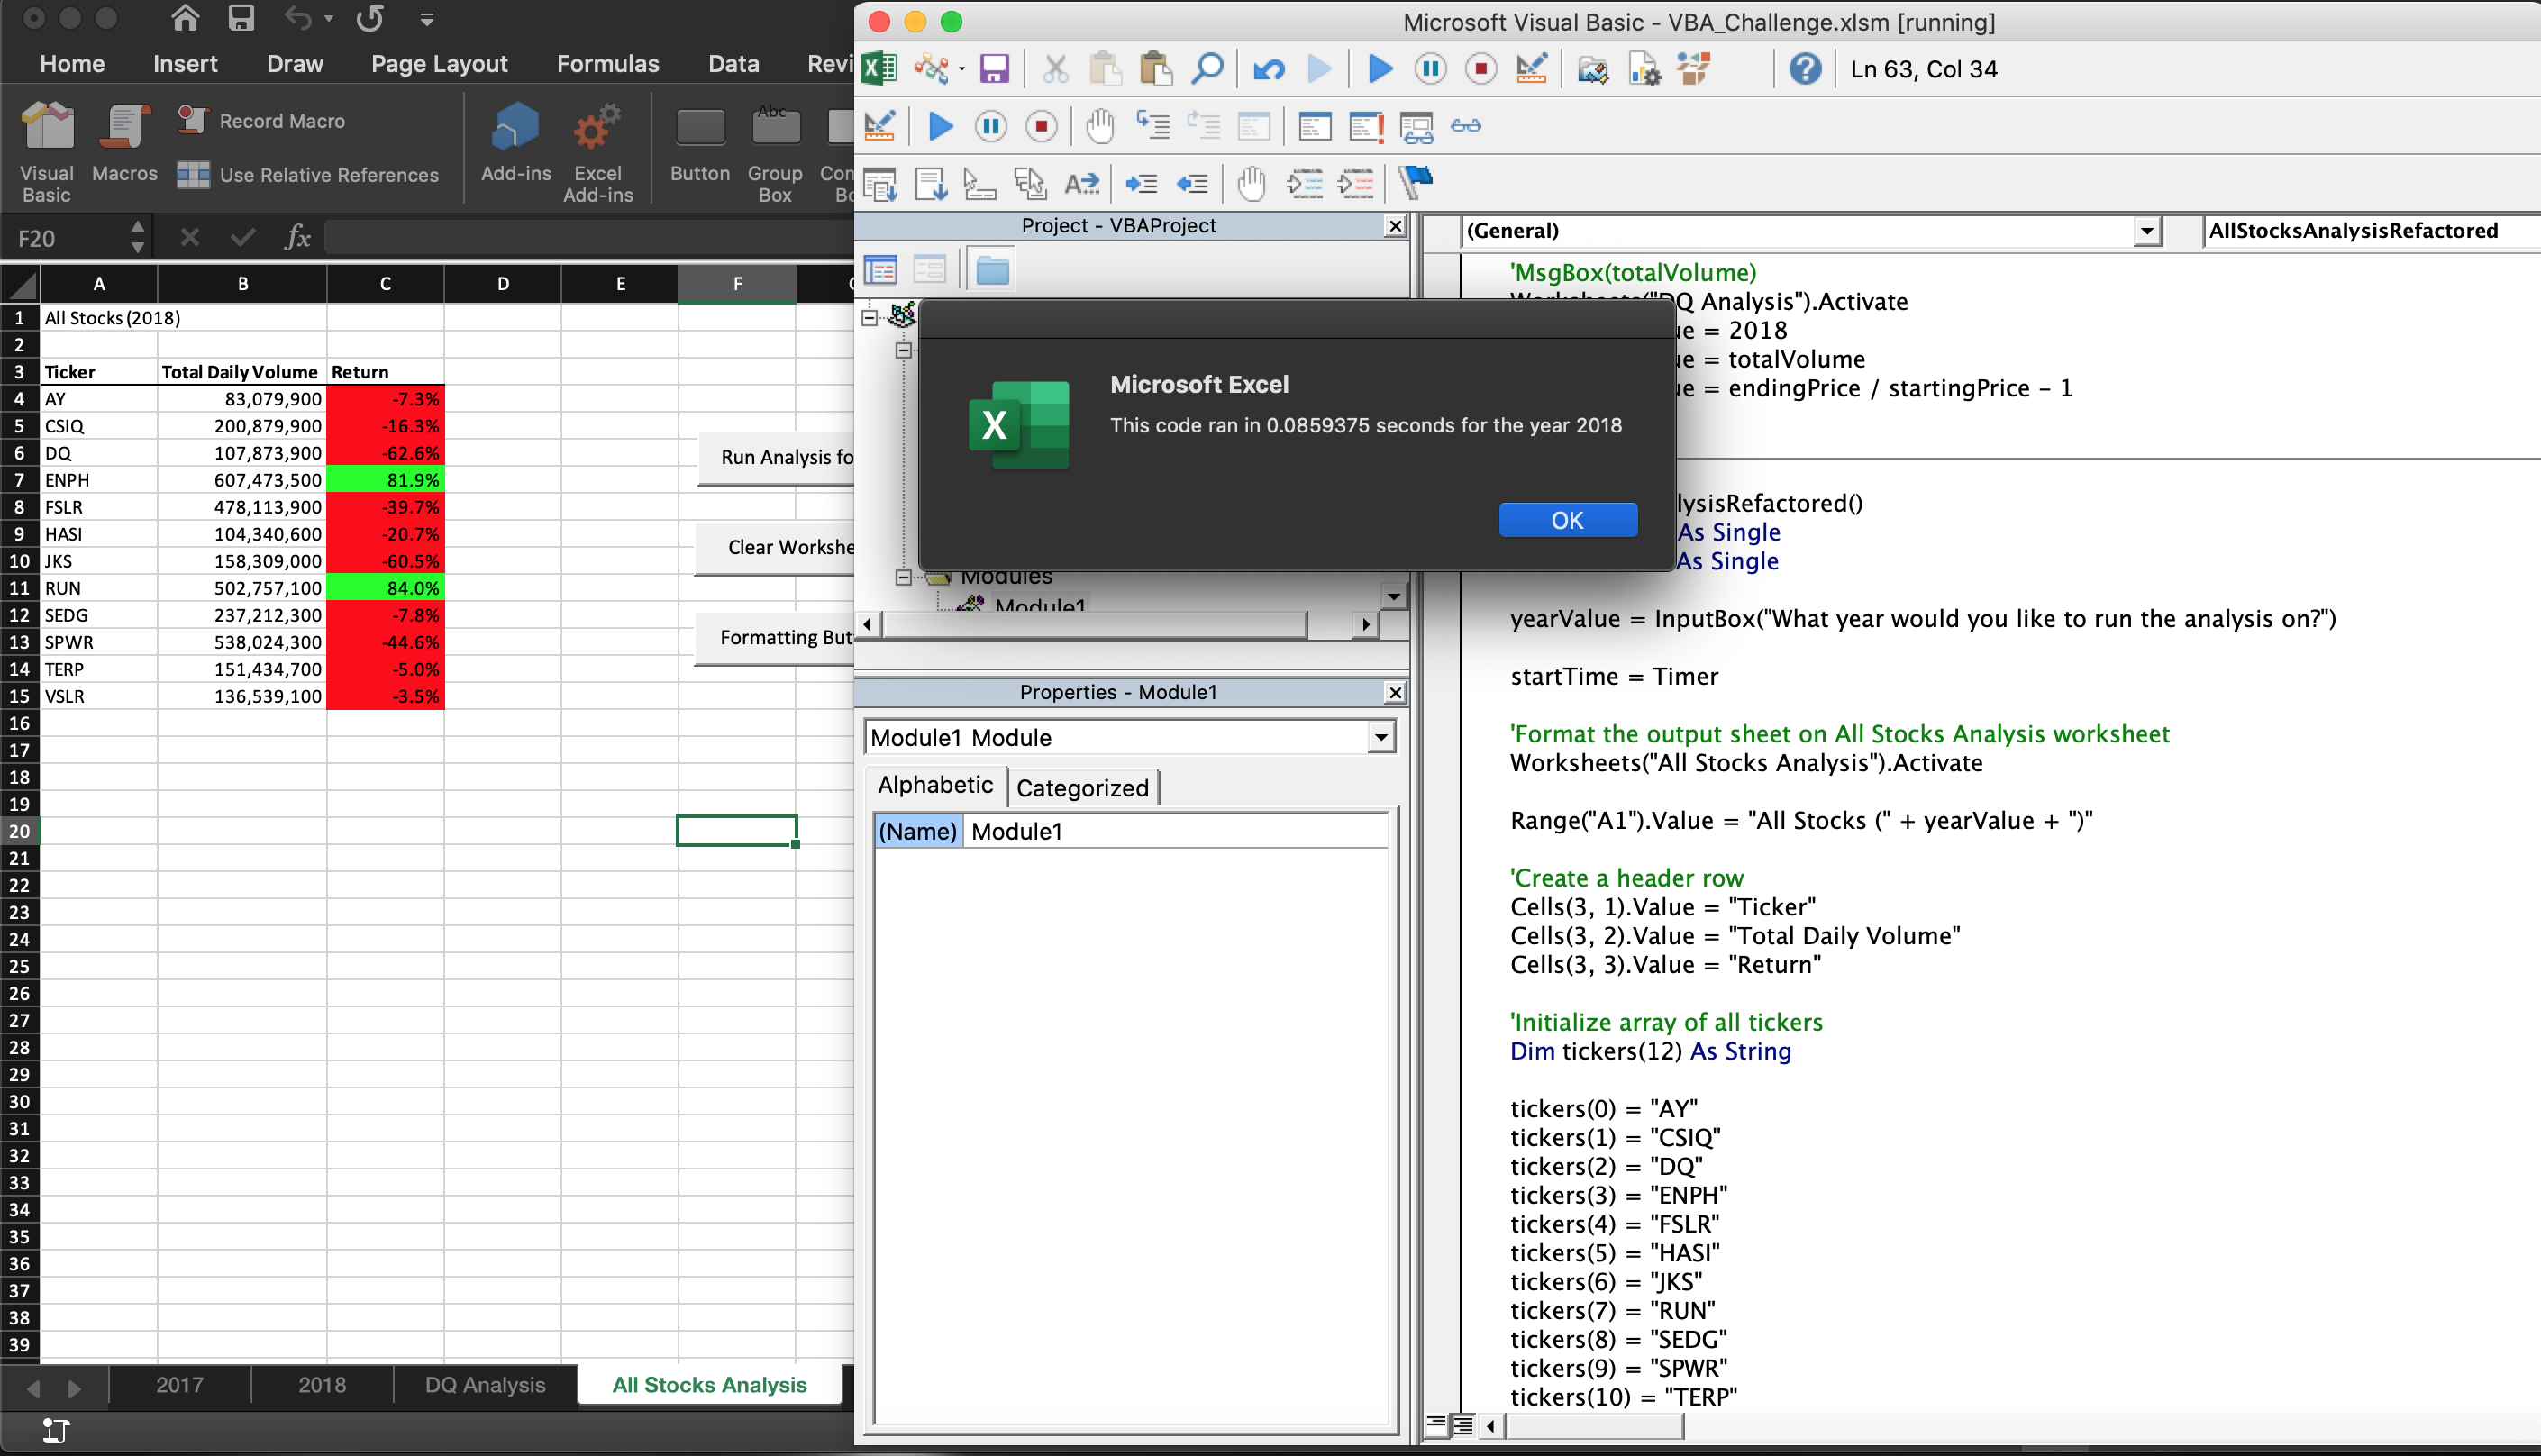 Home Insert Draw Page Layout Formulas Data Revi
Visual Basic
Macros
Record Macro
Use Relative References
Add-ins
Excel Add-ins
Button
Abc
Group Box
F20
fx
A B C D E F
1 All Stocks (2018)
2
3 Ticker Total Daily Volume Return
4 AY 83,079,900 -7.3%
5 CSIQ 200,879,900 -16.3%
6 DQ 107,873,900 -62.6%
7 ENPH 607,473,500 81.9%
8 FSLR 478,113,900 -39.7%
9 HASI 104,340,600 -20.7%
10 JKS 158,309,000 -60.5%
11 RUN 502,757,100 84.0%
12 SEDG 237,212,300 -7.8%
13 SPWR 538,024,300 -44.6%
14 TERP 151,434,700 -5.0%
15 VSLR 136,539,100 -3.5%
16
17
18
19
20
21
22
23
24
25
26
27
28
29
30
31
32
33
34
35
36
37
38
39
Run Analysis fo
Clear Workshe
Formatting But
2017 2018 DQ Analysis All Stocks Analysis
Microsoft Visual Basic - VBA_Challenge.xlsm [running]
Ln 63, Col 34
Project - VBAProject
Modules
Module1
Properties - Module1
Module1 Module
Alphabetic Categorized
(Name) Module1
Microsoft Excel
This code ran in 0.0859375 seconds for the year 2018
OK
(General) AllStocksAnalysisRefactored
'MsgBox(totalVolume)
Worksheets("DQ Analysis").Activate
ue = 2018
ue = totalVolume
ue = endingPrice / startingPrice - 1
lysisRefactored()
As Single
As Single
yearValue = InputBox("What year would you like to run the analysis on?")
startTime = Timer
'Format the output sheet on All Stocks Analysis worksheet
Worksheets("All Stocks Analysis").Activate
Range("A1").Value = "All Stocks (" + yearValue + ")"
'Create a header row
Cells(3, 1).Value = "Ticker"
Cells(3, 2).Value = "Total Daily Volume"
Cells(3, 3).Value = "Return"
'Initialize array of all tickers
Dim tickers(12) As String
tickers(0) = "AY"
tickers(1) = "CSIQ"
tickers(2) = "DQ"
tickers(3) = "ENPH"
tickers(4) = "FSLR"
tickers(5) = "HASI"
tickers(6) = "JKS"
tickers(7) = "RUN"
tickers(8) = "SEDG"
tickers(9) = "SPWR"
tickers(10) = "TERP"